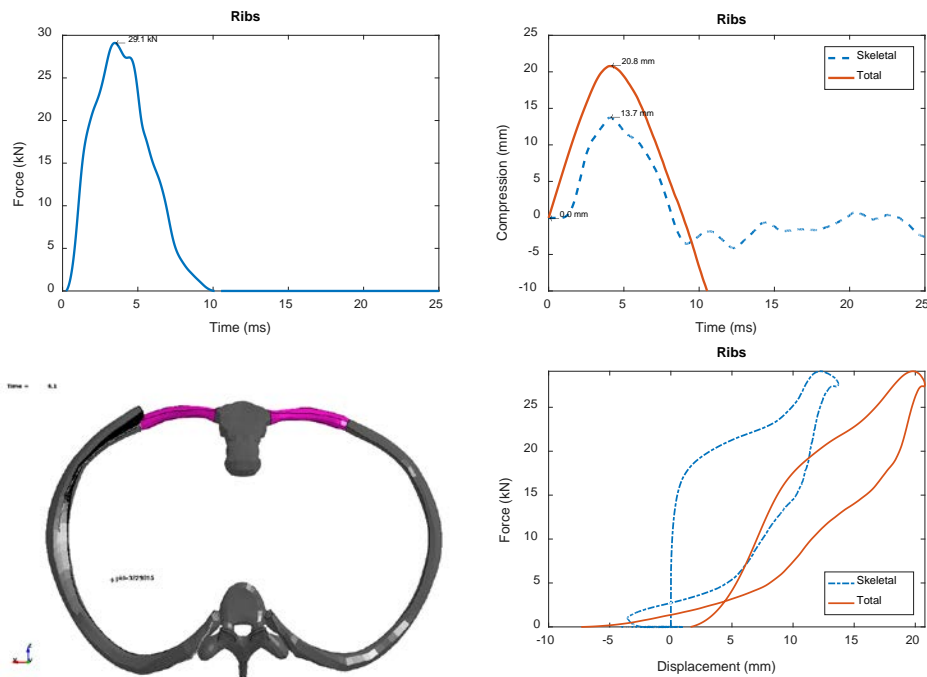 Ribs
30
25
20
15
10
5
0
Force (kN)
29.1 kN
0 5 10 15 20 25
Time (ms)
Ribs
25
20
15
10
5
0
-5
-10
Compression (mm)
Skeletal
Total
20.8 mm
13.7 mm
0.0 mm
0 5 10 15 20 25
Time (ms)
Time =
Ribs
25
20
15
10
5
0
Force (kN)
Skeletal
Total
-10 -5 0 5 10 15 20
Displacement (mm)